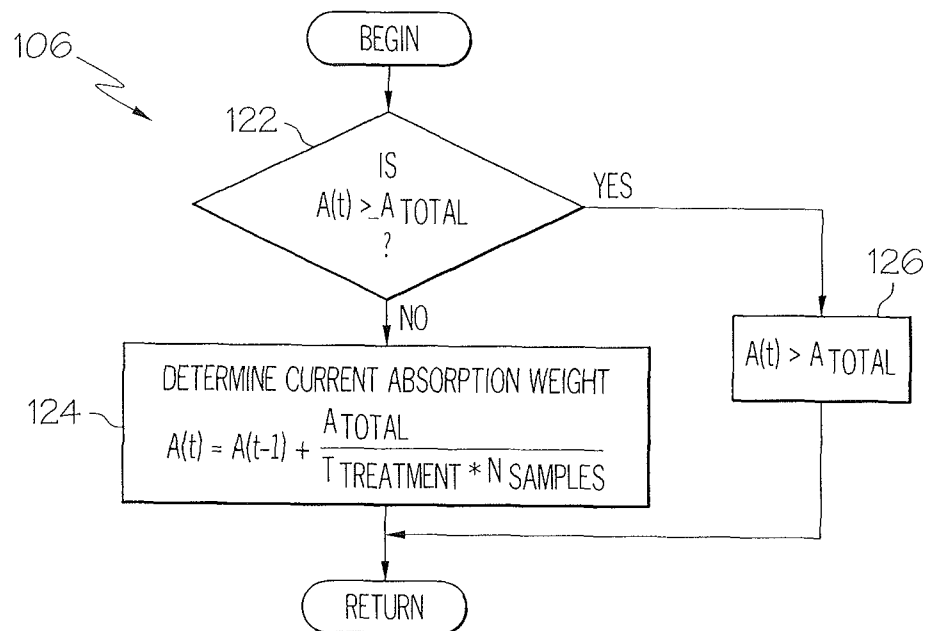 106
BEGIN
122
IS
A(t) ≥ A TOTAL
?
YES
NO
126
A(t) > A TOTAL
124
DETERMINE CURRENT ABSORPTION WEIGHT
A(t) = A(t-1) + A TOTAL / T TREATMENT * N SAMPLES
RETURN